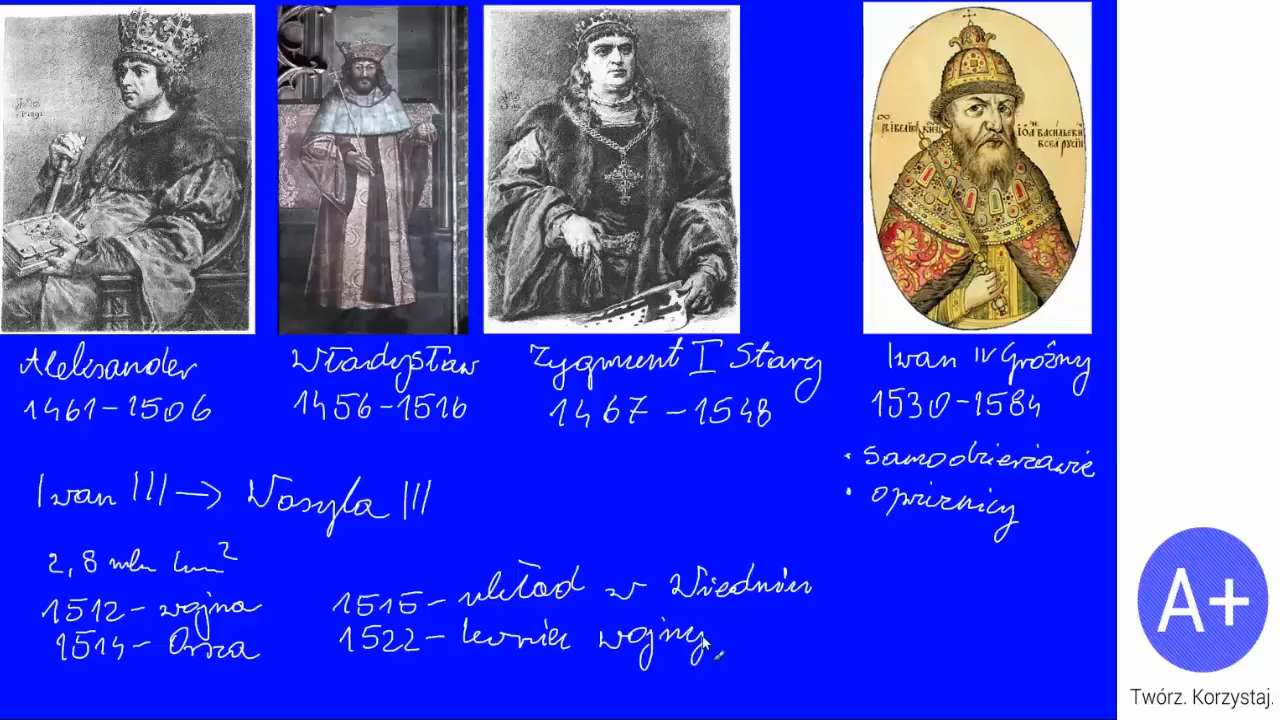 Aleksander
1461-1506
Władysław
1456-1516
Zygmunt I Stary
1467-1548
Iwan IV Groźny
1530-1584
• samodzierżawie
• opricznicy
Iwan III → Wasyla III
2,8 mln km²
1512- wojna
1514- Orsza
1515- układ w Wiedniu
1522- koniec wojny
A+
Twórz. Korzystaj.